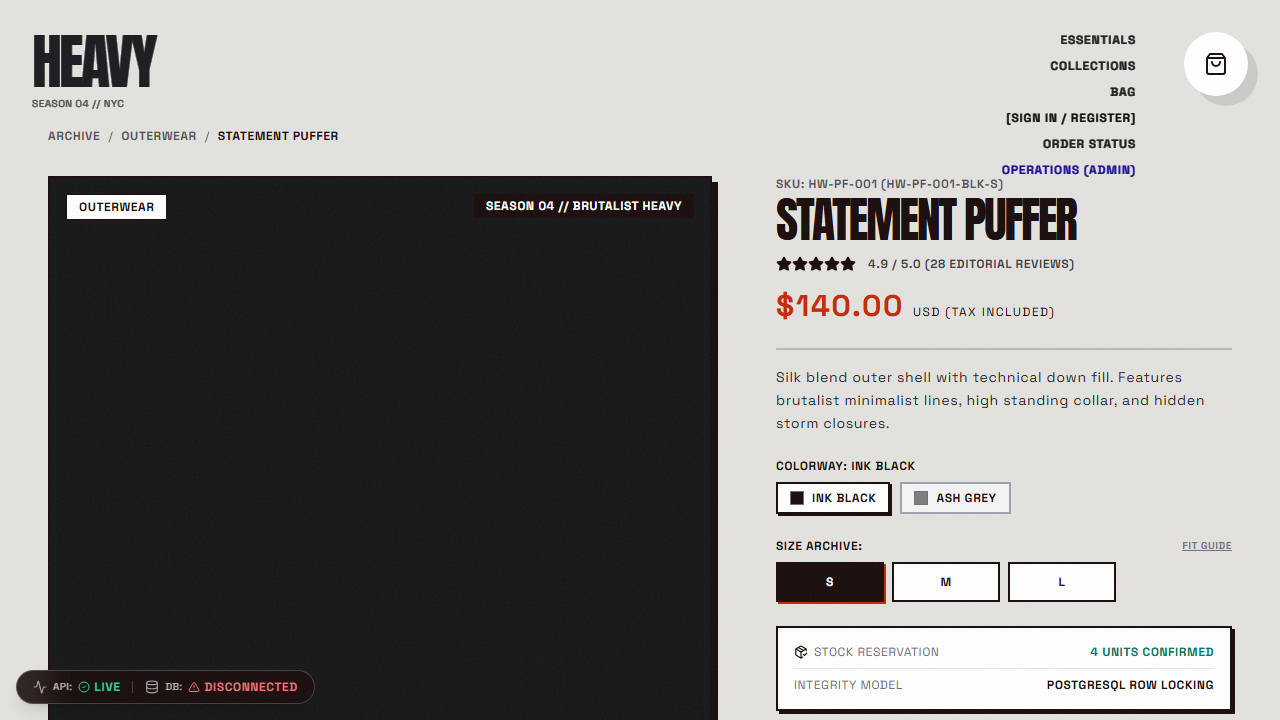 HEAVY
SEASON 04 // NYC
ESSENTIALS
COLLECTIONS
BAG
[SIGN IN / REGISTER]
ORDER STATUS
OPERATIONS (ADMIN)
ARCHIVE / OUTERWEAR / STATEMENT PUFFER
OUTERWEAR
SEASON 04 // BRUTALIST HEAVY
SKU: HW-PF-001 (HW-PF-001-BLK-S)
STATEMENT PUFFER
4.9 / 5.0 (28 EDITORIAL REVIEWS)
$140.00 USD (TAX INCLUDED)
Silk blend outer shell with technical down fill. Features
brutalist minimalist lines, high standing collar, and hidden
storm closures.
COLORWAY: INK BLACK
INK BLACK
ASH GREY
SIZE ARCHIVE:
FIT GUIDE
S
M
L
STOCK RESERVATION
4 UNITS CONFIRMED
INTEGRITY MODEL
POSTGRESQL ROW LOCKING
API: LIVE
DB: DISCONNECTED